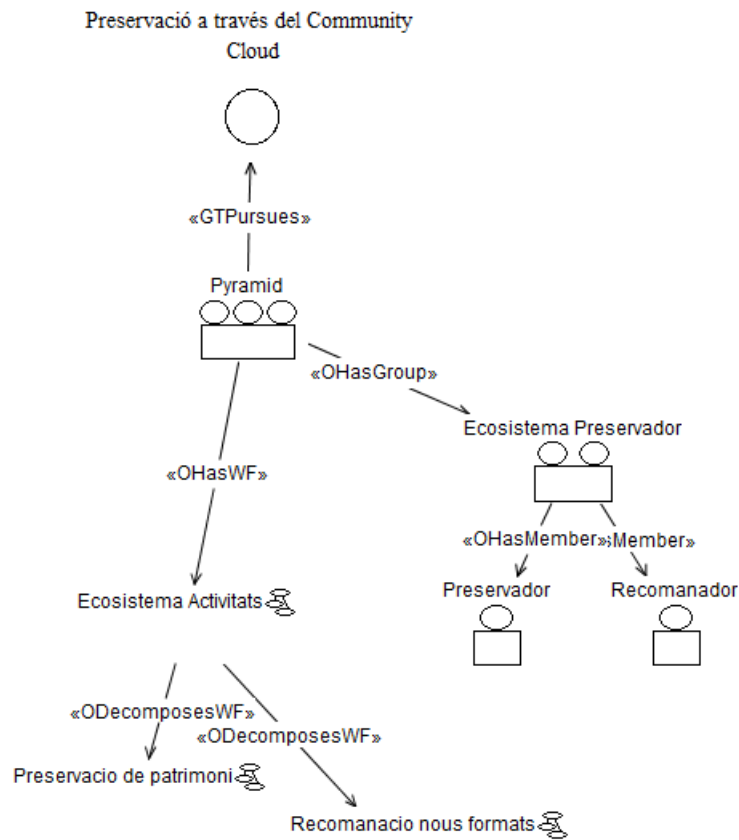 Preservació a través del Community
Cloud
«GTPursues»
Pyramid
«OHasGroup»
Ecosistema Preservador
«OHasWF»
«OHasMember»
sMember»
Ecosistema Activitats
Preservador
Recomanador
«ODecomposesWF»
«ODecomposesWF»
Preservacio de patrimoni
Recomanacio nous formats